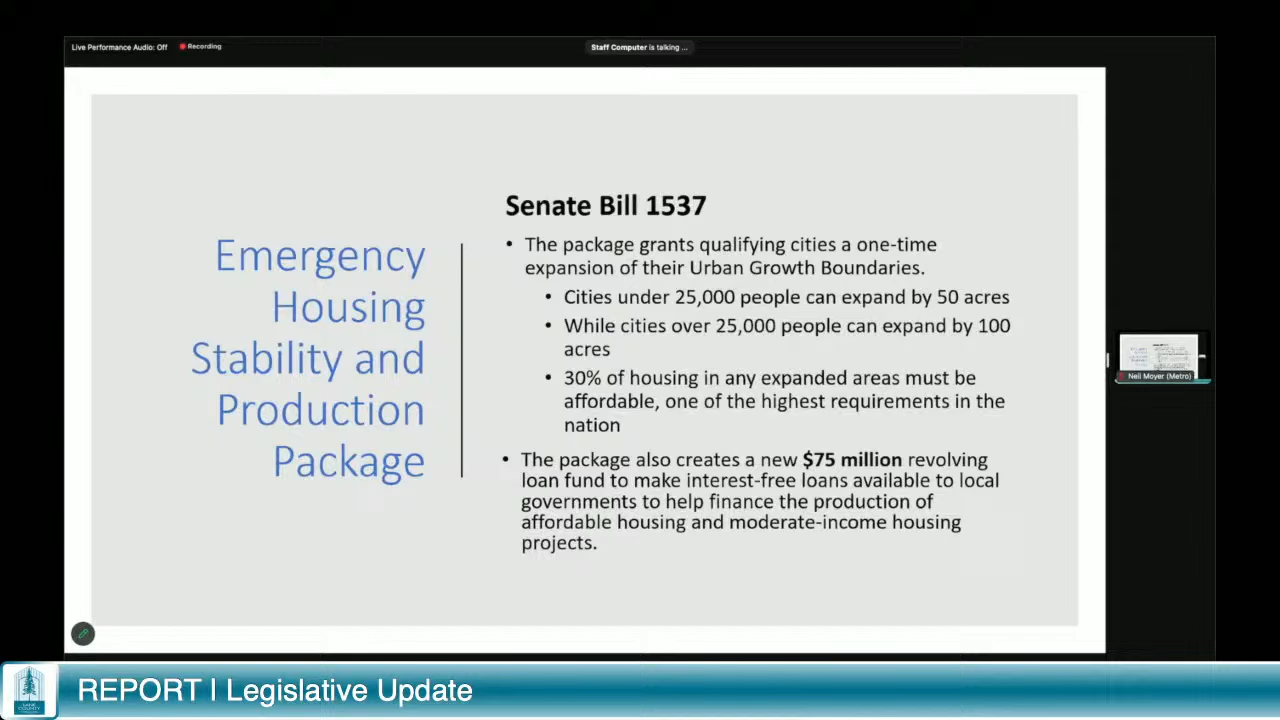 Live Performance Audio: Off
Recording
Staff Computer is talking ...
Emergency
Housing
Stability and
Production
Package
Senate Bill 1537
• The package grants qualifying cities a one-time
expansion of their Urban Growth Boundaries.
• Cities under 25,000 people can expand by 50 acres
• While cities over 25,000 people can expand by 100
acres
• 30% of housing in any expanded areas must be
affordable, one of the highest requirements in the
nation
• The package also creates a new $75 million revolving
loan fund to make interest-free loans available to local
governments to help finance the production of
affordable housing and moderate-income housing
projects.
Neil Moyer (Metro)
LANE
COUNTY
REPORT | Legislative Update